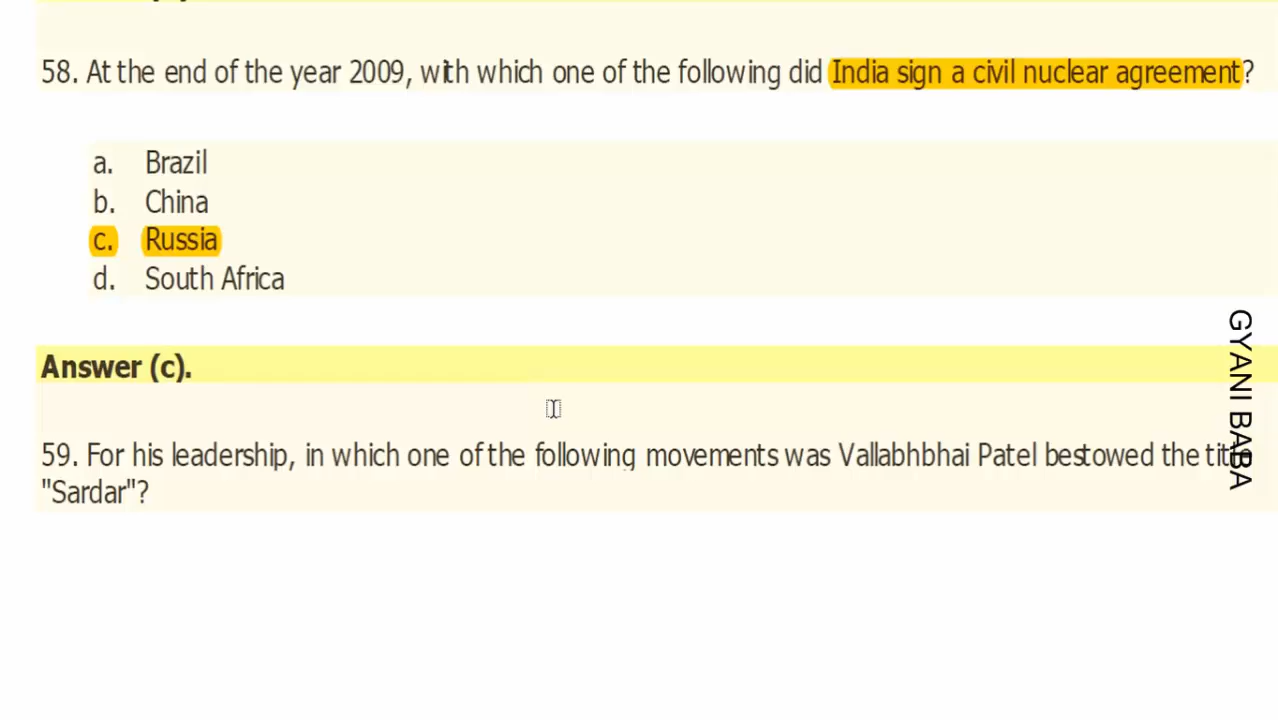 58. At the end of the year 2009, with which one of the following did India sign a civil nuclear agreement?
a. Brazil
b. China
c. Russia
d. South Africa
Answer (c).
59. For his leadership, in which one of the following movements was Vallabhbhai Patel bestowed the title
"Sardar"?
GYANI BABA